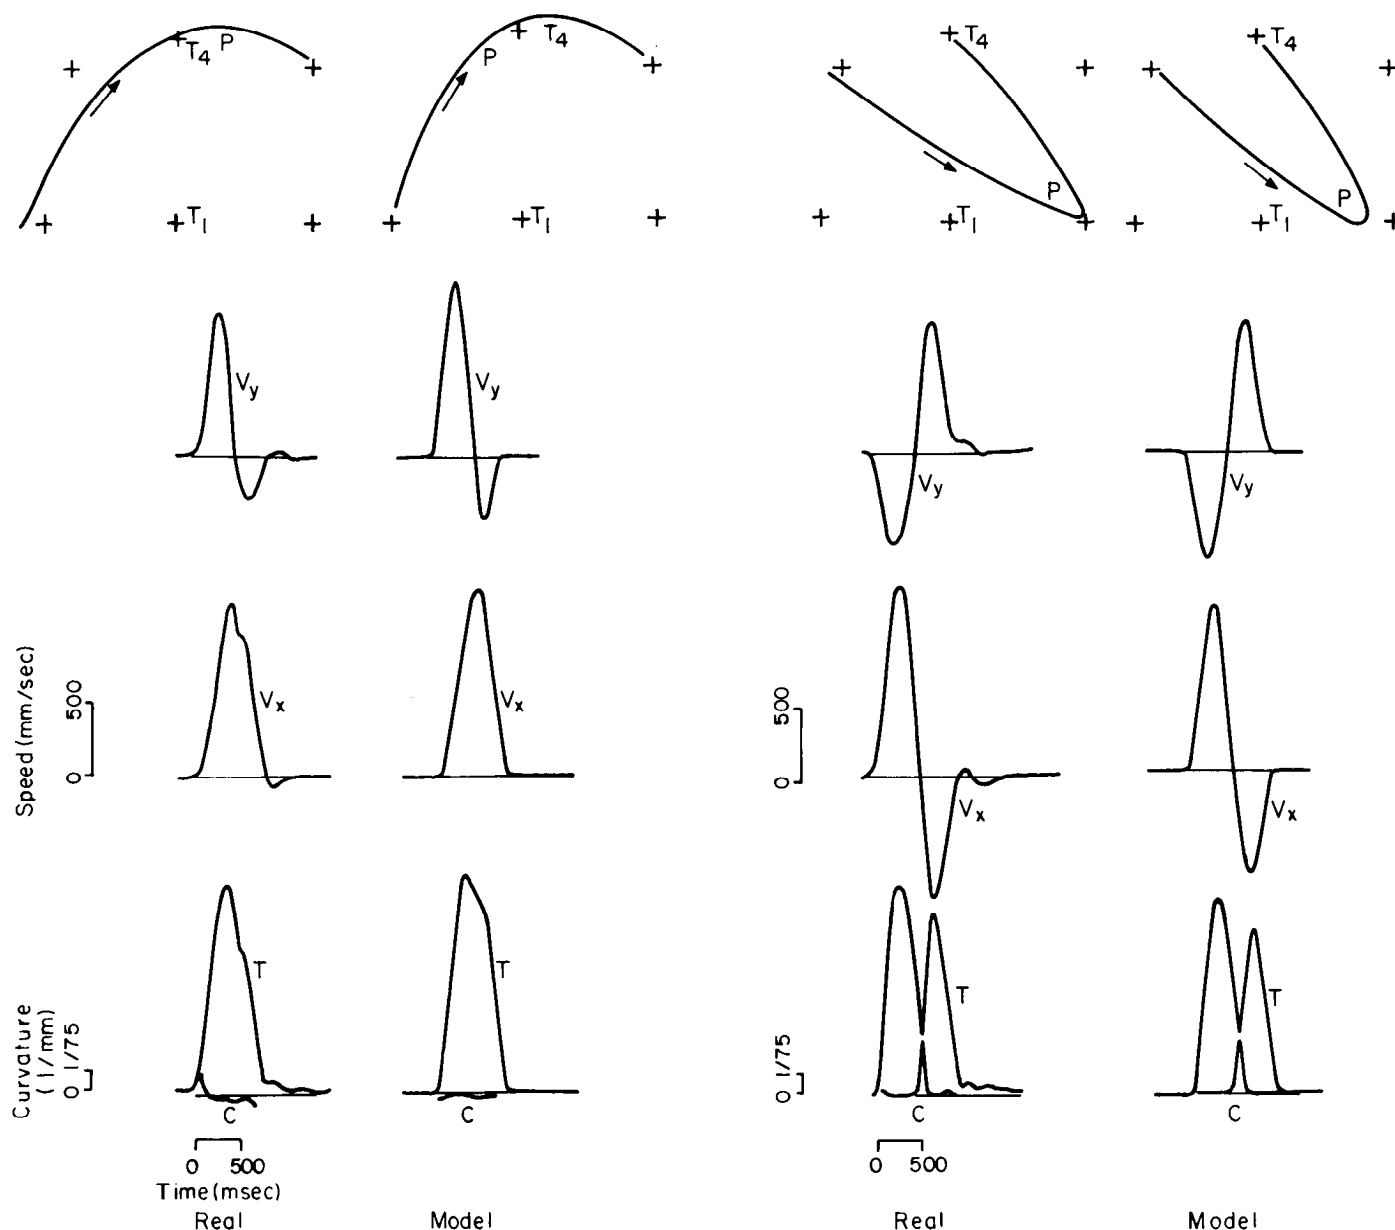 T4 P
T4
P
T4
T4
P
P
T1
T1
T1
T1
Vy
Vy
Vy
Vy
Speed (mm/sec)
500
0
Vx
Vx
500
0
Vx
Vx
Curvature
(1/mm)
0 1/75
T
T
0 1/75
T
T
C
C
C
C
0 500
Time (msec)
0 500
Real
Model
Real
Model